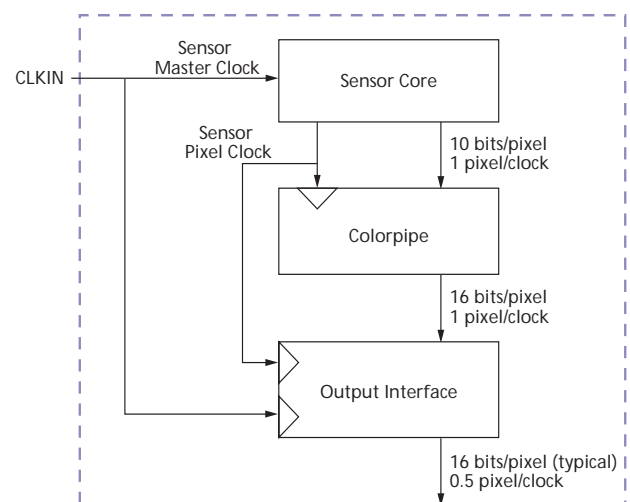 Sensor
Master Clock
CLKIN
Sensor Core
Sensor
Pixel Clock
10 bits/pixel
1 pixel/clock
Colorpipe
16 bits/pixel
1 pixel/clock
Output Interface
16 bits/pixel (typical)
0.5 pixel/clock